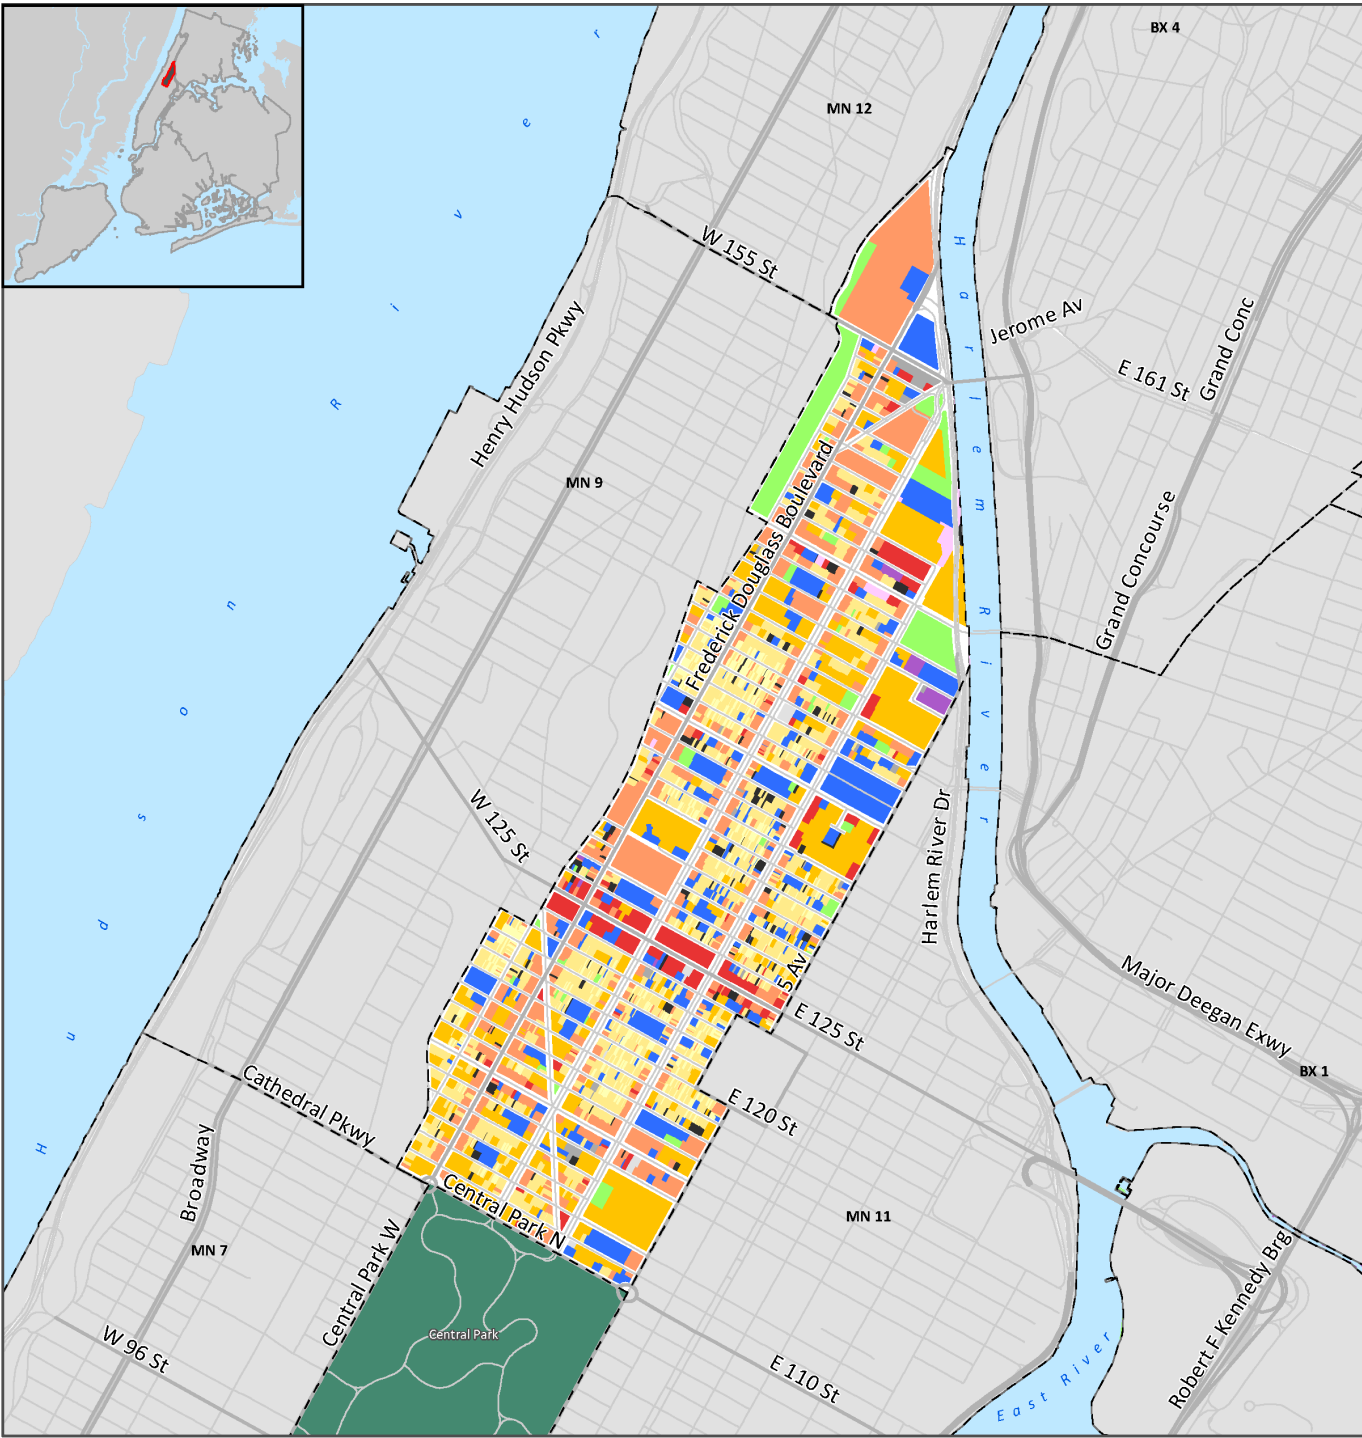 BX 4
MN 12
W 155 St
Harlem River
Jerome Av
E 161 St
Grand Conc
Henry Hudson Pkwy
MN 9
Frederick Douglass Boulevard
Grand Concourse
Hudson River
W 125 St
Harlem River Dr
5 Av
Major Deegan Exwy
E 125 St
BX 1
Cathedral Pkwy
E 120 St
Broadway
Central Park N
MN 11
MN 7
Central Park W
Central Park
Robert F Kennedy Brg
W 96 St
E 110 St
East River